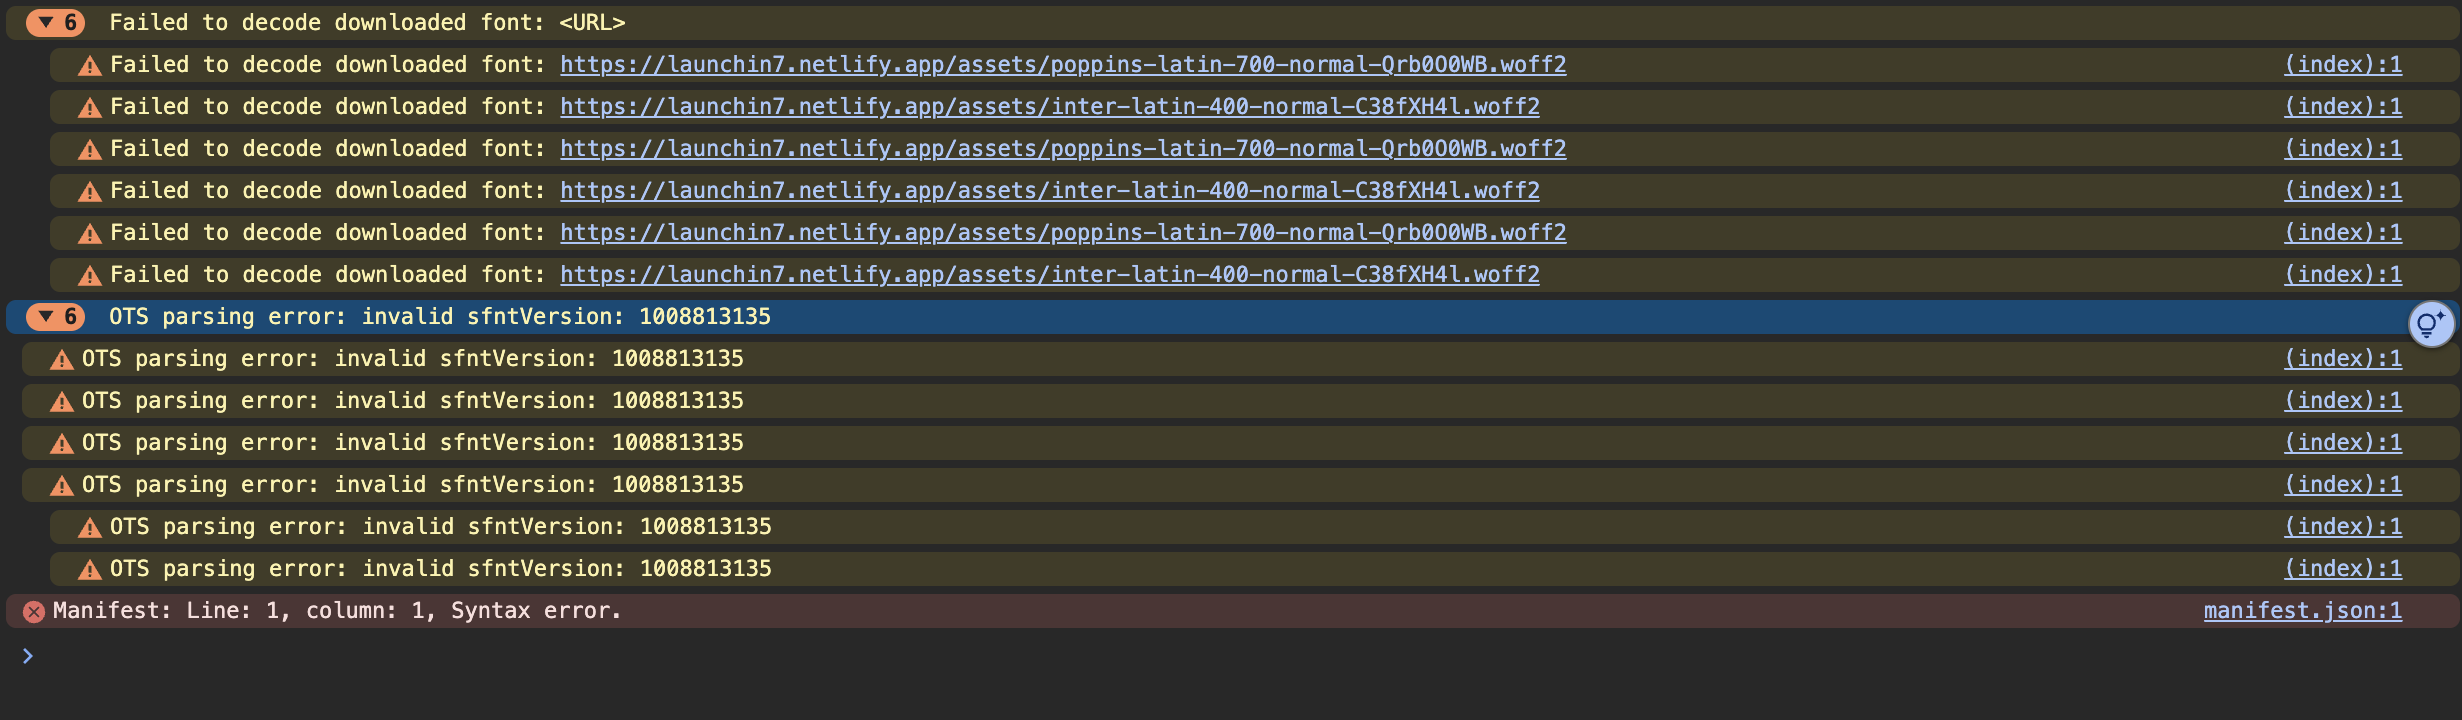 6 Failed to decode downloaded font: <URL>
Failed to decode downloaded font: https://launchin7.netlify.app/assets/poppins-latin-700-normal-Qrb0O0WB.woff2 (index):1
Failed to decode downloaded font: https://launchin7.netlify.app/assets/inter-latin-400-normal-C38fXH4l.woff2 (index):1
Failed to decode downloaded font: https://launchin7.netlify.app/assets/poppins-latin-700-normal-Qrb0O0WB.woff2 (index):1
Failed to decode downloaded font: https://launchin7.netlify.app/assets/inter-latin-400-normal-C38fXH4l.woff2 (index):1
Failed to decode downloaded font: https://launchin7.netlify.app/assets/poppins-latin-700-normal-Qrb0O0WB.woff2 (index):1
Failed to decode downloaded font: https://launchin7.netlify.app/assets/inter-latin-400-normal-C38fXH4l.woff2 (index):1
6 OTS parsing error: invalid sfntVersion: 1008813135
OTS parsing error: invalid sfntVersion: 1008813135 (index):1
OTS parsing error: invalid sfntVersion: 1008813135 (index):1
OTS parsing error: invalid sfntVersion: 1008813135 (index):1
OTS parsing error: invalid sfntVersion: 1008813135 (index):1
OTS parsing error: invalid sfntVersion: 1008813135 (index):1
OTS parsing error: invalid sfntVersion: 1008813135 (index):1
Manifest: Line: 1, column: 1, Syntax error. manifest.json:1